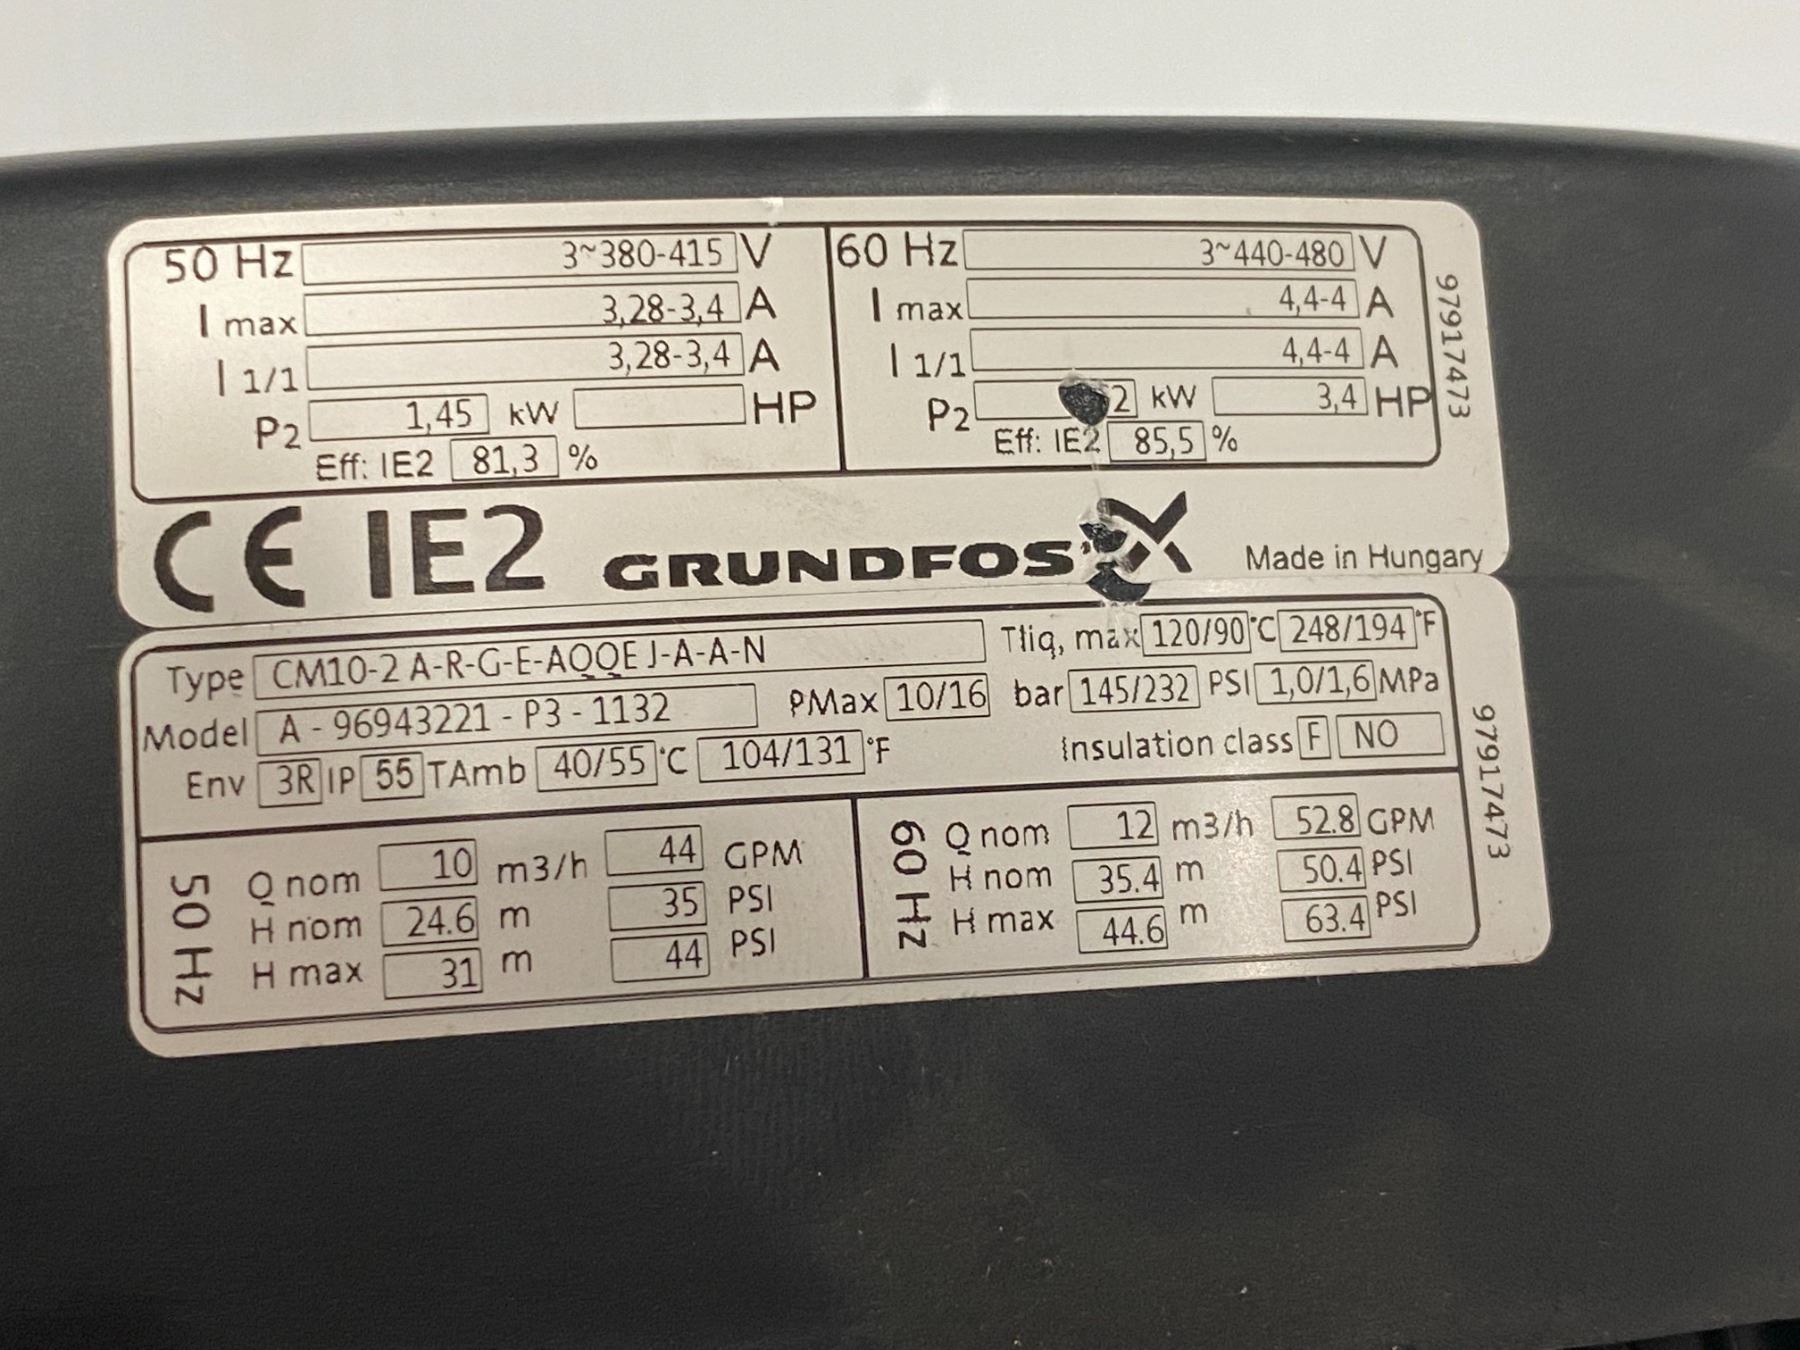 50 Hz 3~380-415 V
I max 3,28-3,4 A
I 1/1 3,28-3,4 A
P2 1,45 kW HP
Eff: IE2 81,3 %
60 Hz 3~440-480 V
I max 4,4-4 A
I 1/1 4,4-4 A
P2 kW 3,4 HP
Eff: IE2 85,5 %
97917473
CE IE2 GRUNDFOS Made in Hungary
Type CM10-2 A-R-G-E-AQQE J-A-A-N Tliq, max 120/90 °C 248/194 °F
Model A - 96943221 - P3 - 1132 PMax 10/16 bar 145/232 PSI 1,0/1,6 MPa
Env 3R IP 55 TAmb 40/55 °C 104/131 °F Insulation class F NO
97917473
50 Hz
Q nom 10 m3/h 44 GPM
H nom 24.6 m 35 PSI
H max 31 m 44 PSI
60 Hz
Q nom 12 m3/h 52.8 GPM
H nom 35.4 m 50.4 PSI
H max 44.6 m 63.4 PSI